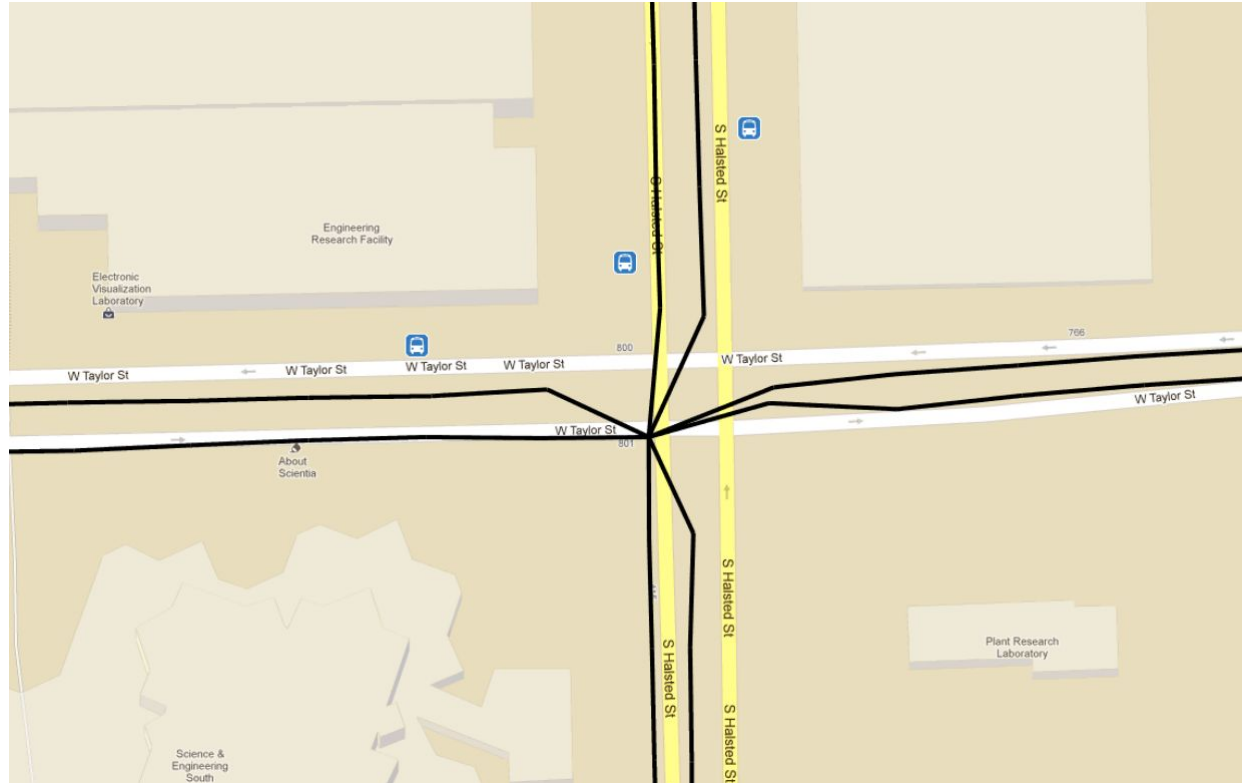 S Halsted St
S Halsted St
Engineering
Research Facility
Electronic
Visualization
Laboratory
800
766
W Taylor St
W Taylor St
W Taylor St
W Taylor St
W Taylor St
W Taylor St
W Taylor St
801
About
Scientia
S Halsted St
S Halsted St
Plant Research
Laboratory
S Halsted St
Science &
Engineering
South